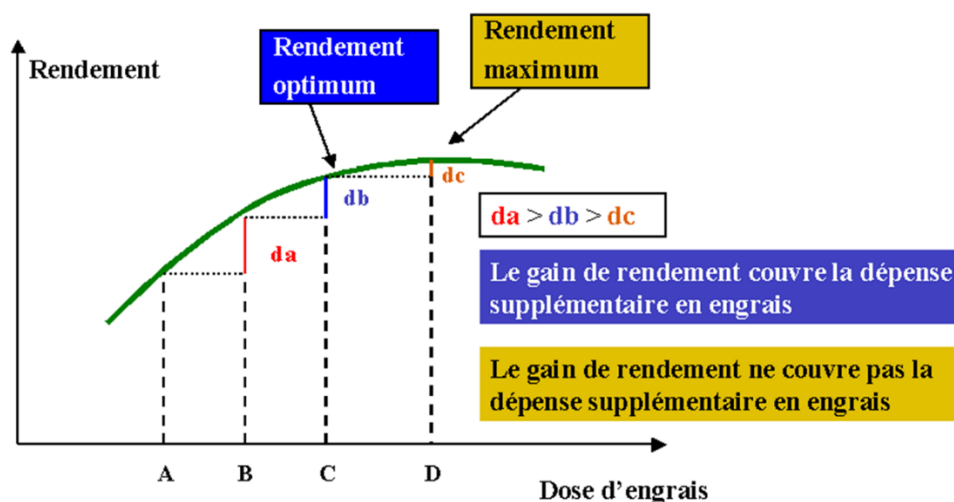 Rendement
optimum
Rendement
maximum
Rendement
dc
db
da
da > db > dc
Le gain de rendement couvre la dépense
supplémentaire en engrais
Le gain de rendement ne couvre pas la
dépense supplémentaire en engrais
A B C D
Dose d'engrais